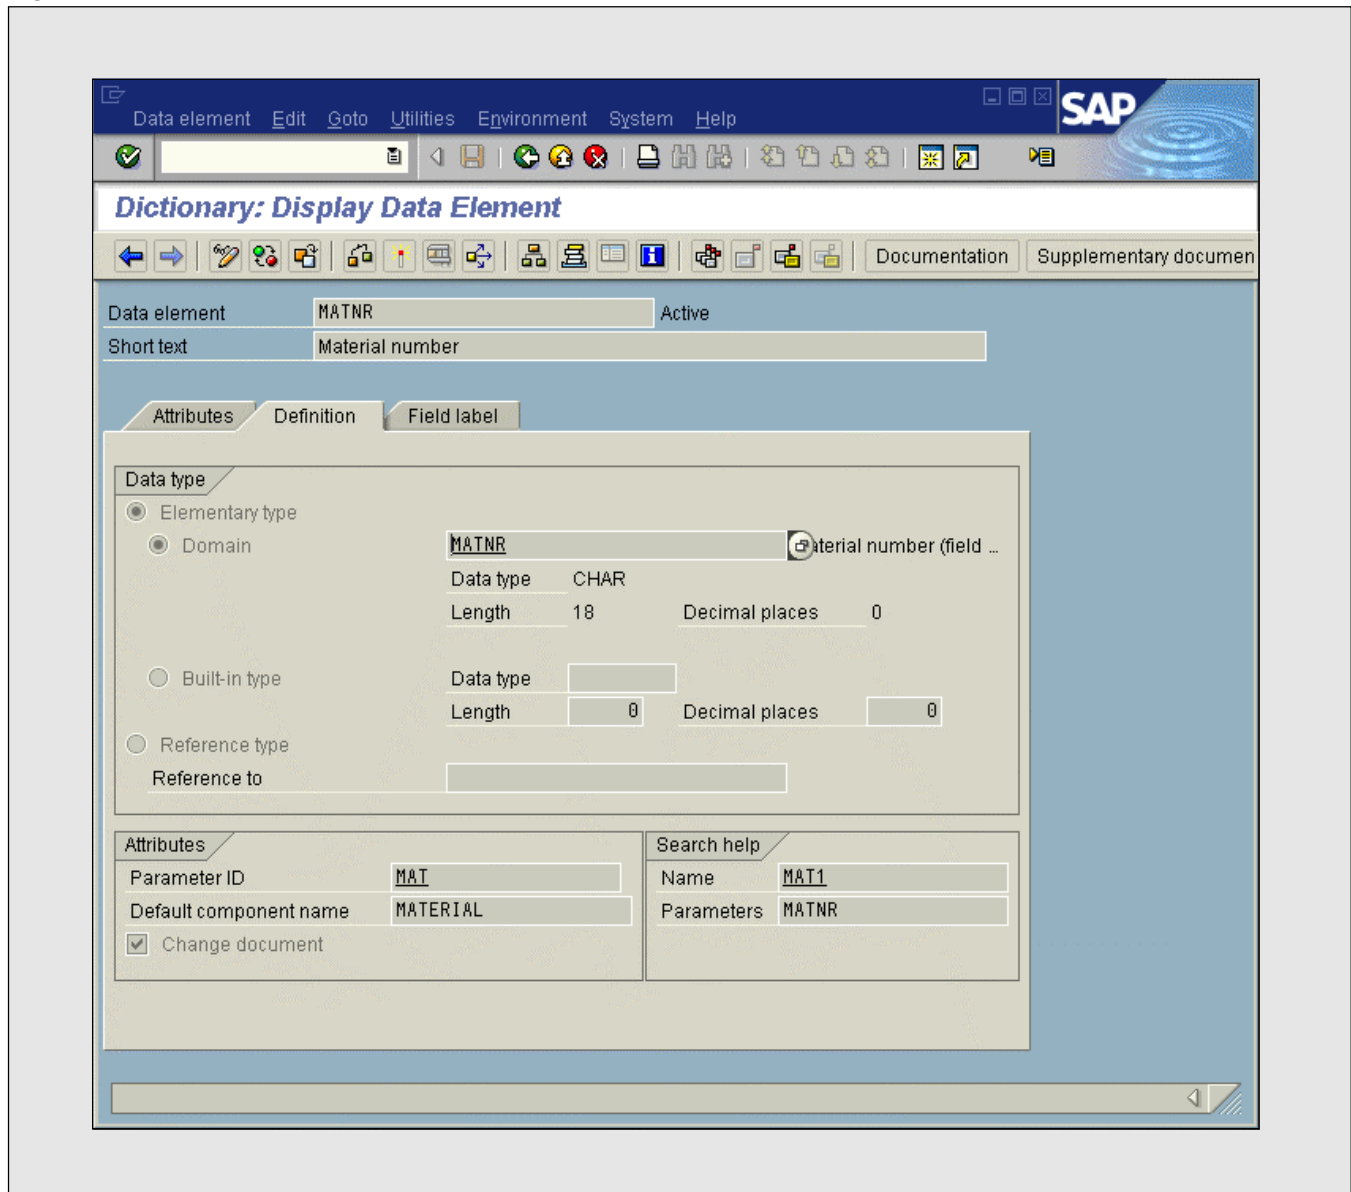 SAP
Data element Edit Goto Utilities Environment System Help
Dictionary: Display Data Element
Documentation Supplementary documen
Data element MATNR Active
Short text Material number
Attributes Definition Field label
Data type
Elementary type
Domain MATNR aterial number (field ...
Data type CHAR
Length 18 Decimal places 0
Built-in type Data type
Length 0 Decimal places 0
Reference type
Reference to
Attributes Search help
Parameter ID MAT Name MAT1
Default component name MATERIAL Parameters MATNR
Change document